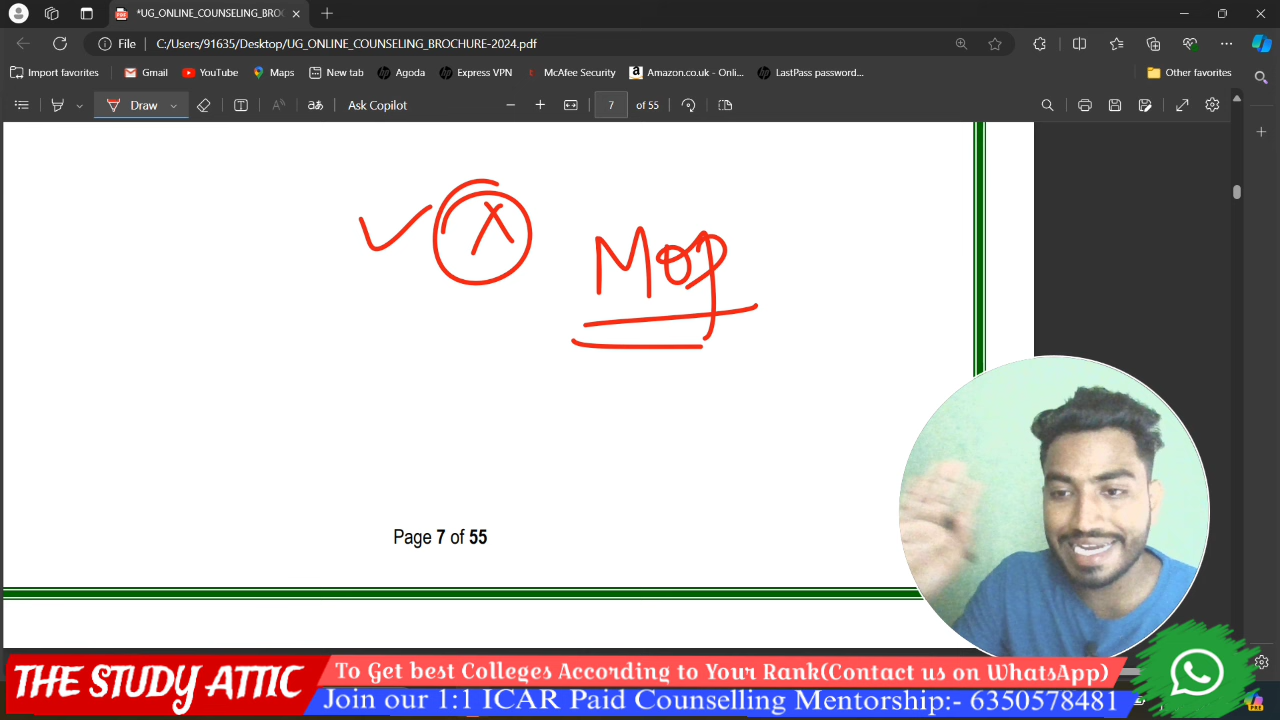 *UG_ONLINE_COUNSELING_BROC
File C:/Users/91635/Desktop/UG_ONLINE_COUNSELING_BROCHURE-2024.pdf
Import favorites Gmail YouTube Maps New tab Agoda Express VPN McAfee Security Amazon.co.uk - Onli... LastPass password... Other favorites
Draw aあ Ask Copilot 7 of 55
X
Mop
Page 7 of 55
THE STUDY ATTIC
To Get best Colleges According to Your Rank(Contact us on WhatsApp)
Join our 1:1 ICAR Paid Counselling Mentorship:- 6350578481